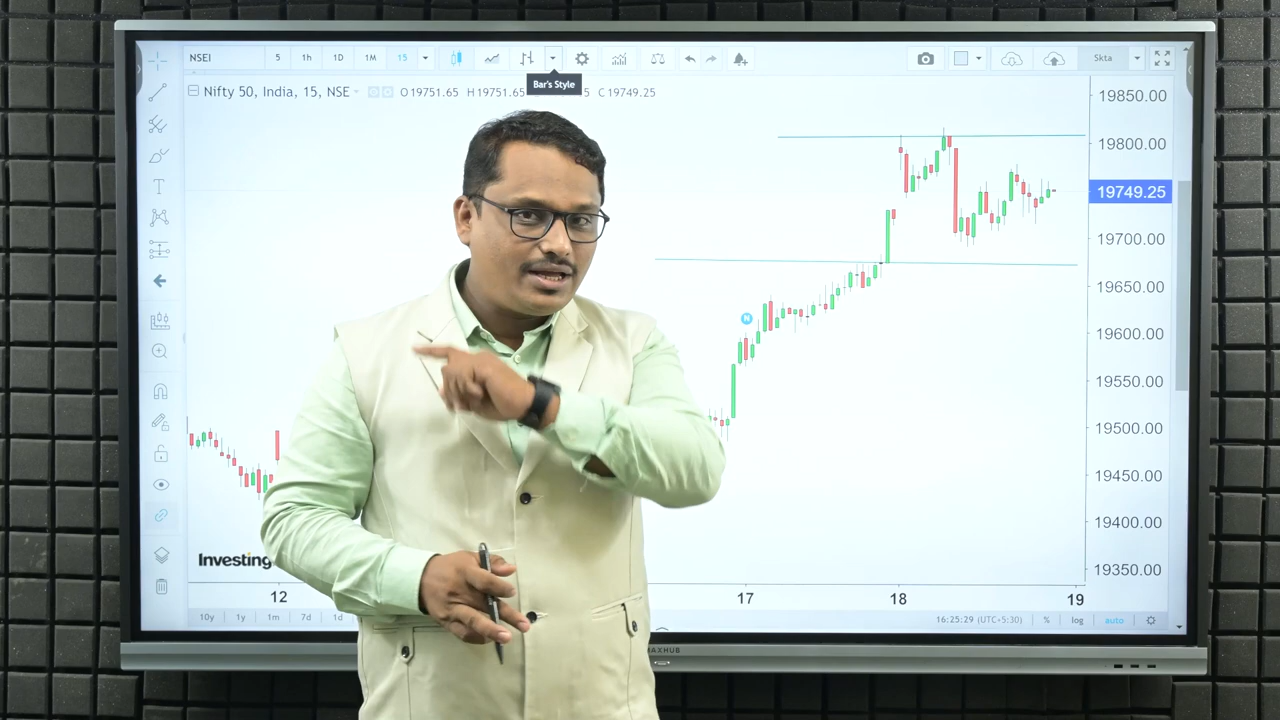 NSEI 5 1h 1D 1M 15 Skta
Bar's Style
Nifty 50, India, 15, NSE O19751.65 H19751.65 5 C19749.25
19850.00
19800.00
19749.25
19700.00
19650.00
19600.00
19550.00
19500.00
19450.00
19400.00
19350.00
T
N
Investing
12 17 18 19
10y 1y 1m 7d 1d 16:25:29 (UTC+5:30) % log auto
MAXHUB